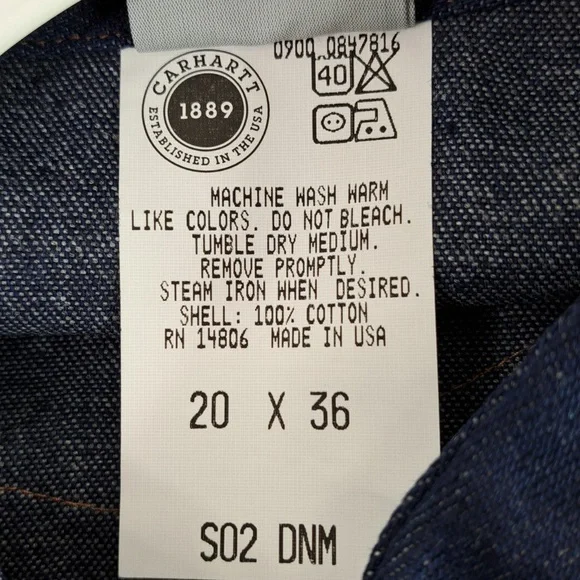 0900 0847816
CARHARTT
1889
ESTABLISHED IN THE USA
40
MACHINE WASH WARM
LIKE COLORS. DO NOT BLEACH.
TUMBLE DRY MEDIUM.
REMOVE PROMPTLY.
STEAM IRON WHEN DESIRED.
SHELL: 100% COTTON
RN 14806 MADE IN USA
20 X 36
S02 DNM